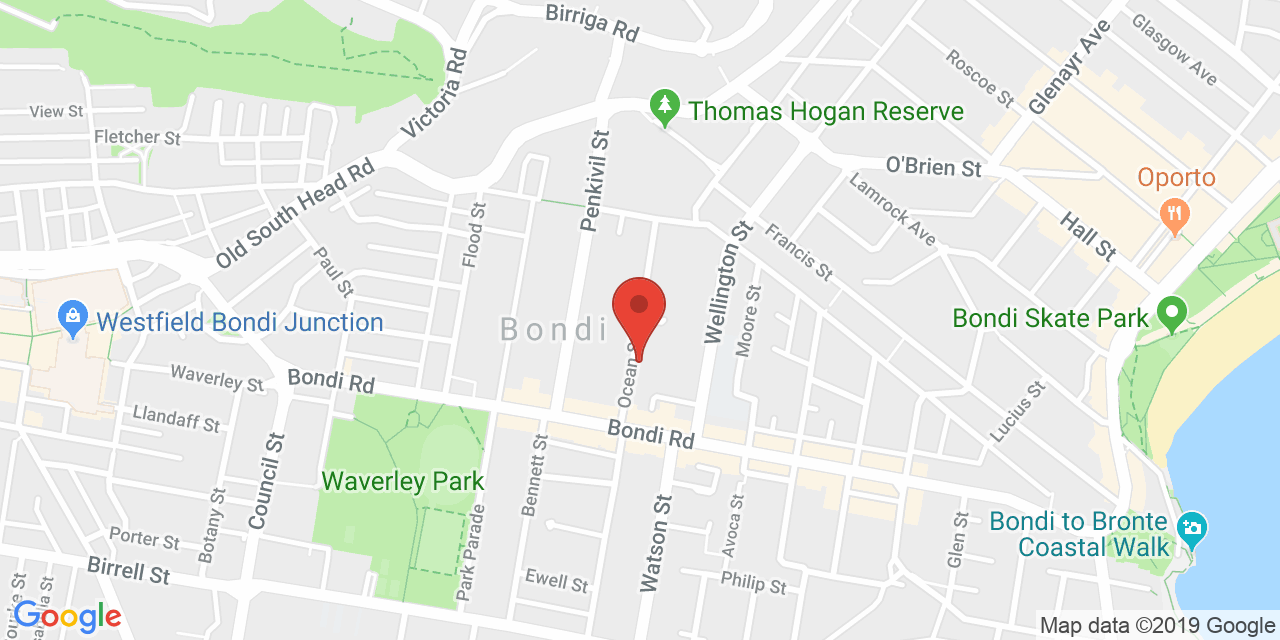 Birriga Rd
Glenayr Ave
Glasgow Ave
Roscoe St
Victoria Rd
View St
Fletcher St
Thomas Hogan Reserve
Penkivil St
O'Brien St
Oporto
Old South Head Rd
Lamrock Ave
Hall St
Flood St
Francis St
Wellington St
Paul St
Moore St
Westfield Bondi Junction
Bondi
Bondi Skate Park
Ocean S
Waverley St
Bondi Rd
Llandaff St
Lucius St
Bondi Rd
Council St
Bennett St
Waverley Park
Botany St
Park Parade
Watson St
Avoca St
Glen St
Bondi to Bronte
Coastal Walk
Porter St
Birrell St
Ewell St
Philip St
Google
Map data ©2019 Google